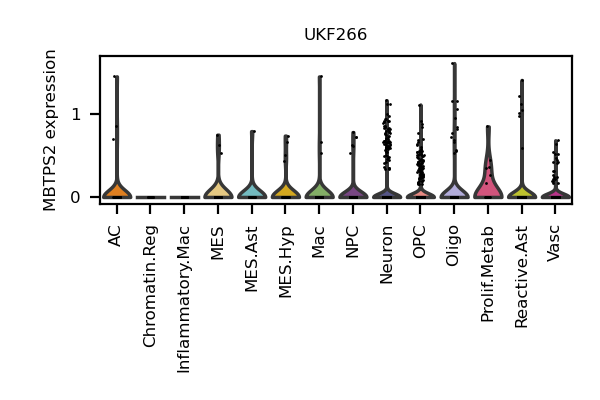 UKF266
MBTPS2 expression
1
0
AC
Chromatin.Reg
Inflammatory.Mac
MES
MES.Ast
MES.Hyp
Mac
NPC
Neuron
OPC
Oligo
Prolif.Metab
Reactive.Ast
Vasc